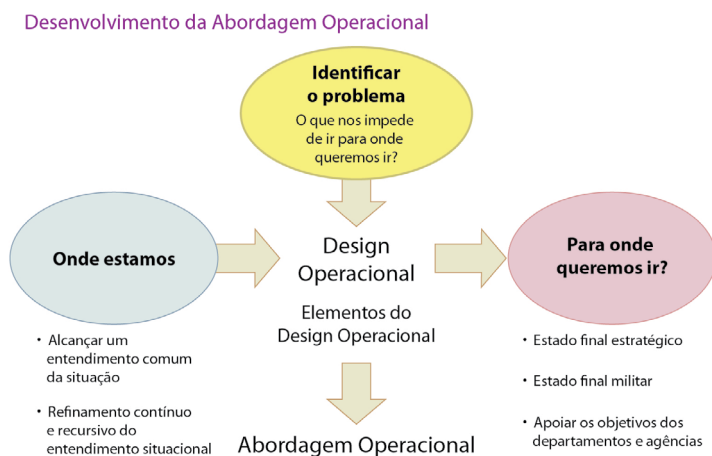 Desenvolvimento da Abordagem Operacional
Identificar
o problema
O que nos impede
de ir para onde
queremos ir?
Onde estamos
Design
Operacional
Elementos do
Design Operacional
Para onde
queremos ir?
• Alcançar um
entendimento comum
da situação
• Refinamento contínuo
e recursivo do
entendimento situacional
Abordagem Operacional
• Estado final estratégico
• Estado final militar
• Apoiar os objetivos dos
departamentos e agências